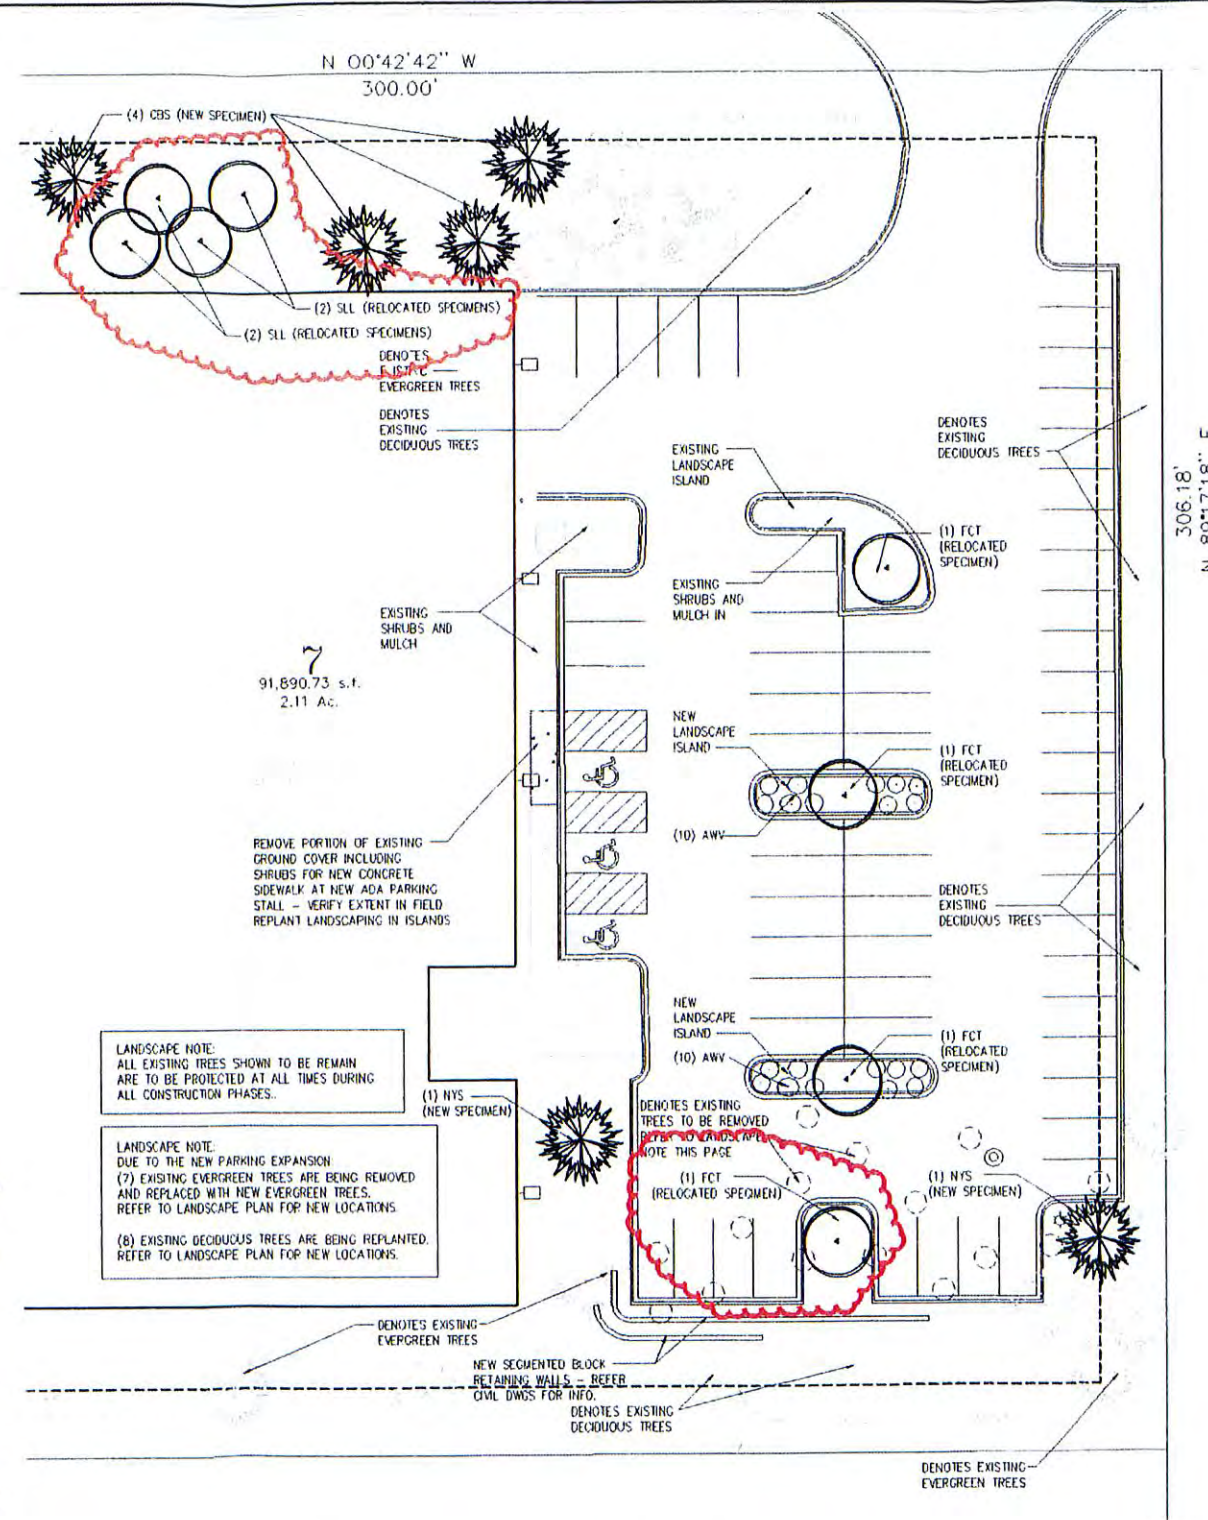 N 00°42'42" W
300.00'
(4) CBS (NEW SPECIMEN)
(2) SLL (RELOCATED SPECIMENS)
(2) SLL (RELOCATED SPECIMENS)
DENOTES
EVERGREEN TREES
DENOTES
EXISTING
DECIDUOUS TREES
EXISTING
LANDSCAPE
ISLAND
DENOTES
EXISTING
DECIDUOUS TREES
306.18'
N 89°17'18" E
(1) FCT
(RELOCATED
SPECIMEN)
EXISTING
SHRUBS AND
MULCH IN
EXISTING
SHRUBS AND
MULCH
7
91,890.73 s.f.
2.11 Ac.
NEW
LANDSCAPE
ISLAND
(1) FCT
(RELOCATED
SPECIMEN)
(10) AWV
REMOVE PORTION OF EXISTING
GROUND COVER INCLUDING
SHRUBS FOR NEW CONCRETE
SIDEWALK AT NEW ADA PARKING
STALL - VERIFY EXTENT IN FIELD
REPLANT LANDSCAPING IN ISLANDS
DENOTES
EXISTING
DECIDUOUS TREES
NEW
LANDSCAPE
ISLAND
(10) AWV
(1) FCT
(RELOCATED
SPECIMEN)
LANDSCAPE NOTE:
ALL EXISTING TREES SHOWN TO BE REMAIN
ARE TO BE PROTECTED AT ALL TIMES DURING
ALL CONSTRUCTION PHASES..
(1) NYS
(NEW SPECIMEN)
DENOTES EXISTING
TREES TO BE REMOVED
REFER TO LANDSCAPE
NOTE THIS PAGE
LANDSCAPE NOTE:
DUE TO THE NEW PARKING EXPANSION
(7) EXISITNG EVERGREEN TREES ARE BEING REMOVED
AND REPLACED WITH NEW EVERGREEN TREES.
REFER TO LANDSCAPE PLAN FOR NEW LOCATIONS.
(8) EXISTING DECIDUOUS TREES ARE BEING REPLANTED.
REFER TO LANDSCAPE PLAN FOR NEW LOCATIONS.
(1) FCT
(RELOCATED SPECIMEN)
(1) NYS
(NEW SPECIMEN)
DENOTES EXISTING
EVERGREEN TREES
NEW SEGMENTED BLOCK
RETAINING WALLS - REFER
CIVIL DWGS FOR INFO.
DENOTES EXISTING
DECIDUOUS TREES
DENOTES EXISTING
EVERGREEN TREES